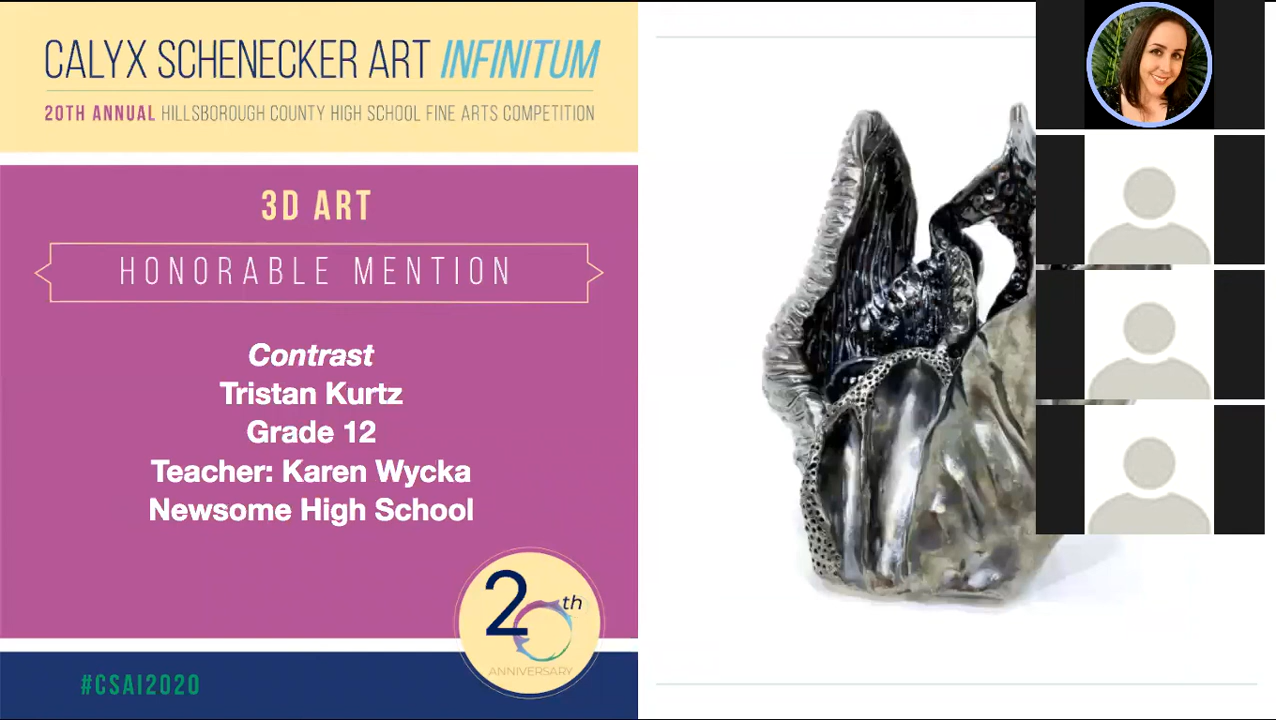 CALYX SCHENECKER ART INFINITUM
20TH ANNUAL HILLSBOROUGH COUNTY HIGH SCHOOL FINE ARTS COMPETITION
3D ART
HONORABLE MENTION
Contrast
Tristan Kurtz
Grade 12
Teacher: Karen Wycka
Newsome High School
20th
ANNIVERSARY
#CSAI2020